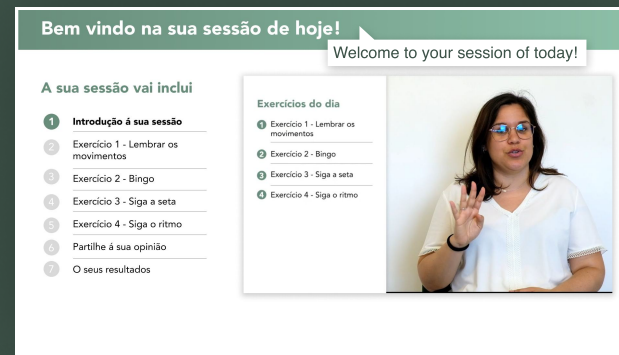 Bem vindo na sua sessão de hoje!
Welcome to your session of today!
A sua sessão vai inclui
1 Introdução á sua sessão
2 Exercício 1 - Lembrar os
movimentos
3 Exercício 2 - Bingo
4 Exercício 3 - Siga a seta
5 Exercício 4 - Siga o ritmo
6 Partilhe á sua opinião
7 O seus resultados
Exercícios do dia
1 Exercício 1 - Lembrar os
movimentos
2 Exercício 2 - Bingo
3 Exercício 3 - Siga a seta
4 Exercício 4 - Siga o ritmo